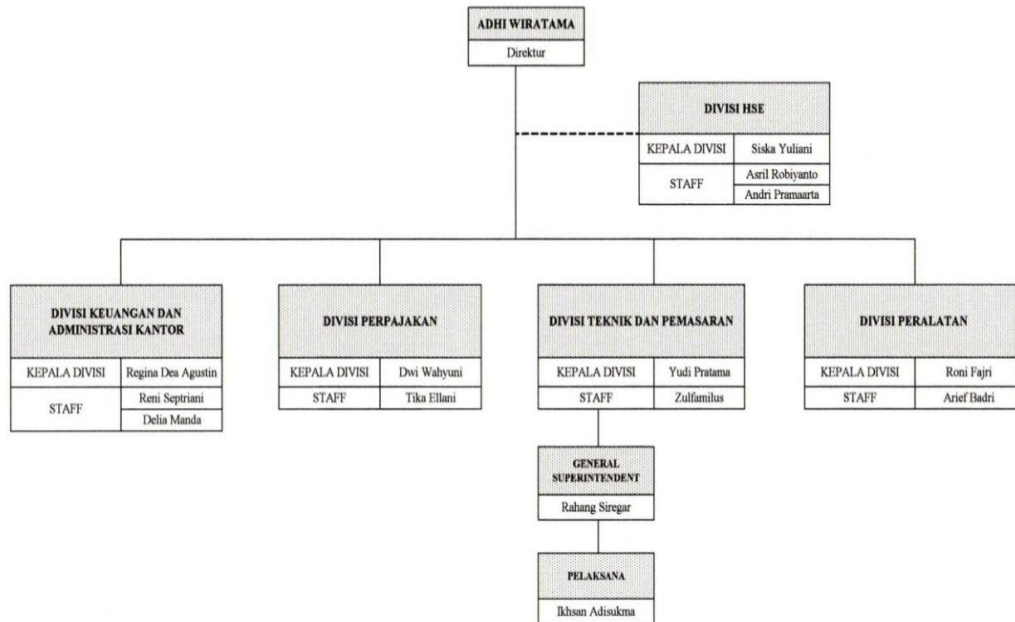 ADHI WIRATAMA
Direktur
DIVISI HSE
KEPALA DIVISI
Siska Yuliani
STAFF
Asril Robiyanto
Andri Pramaarta
DIVISI KEUANGAN DAN
ADMINISTRASI KANTOR
KEPALA DIVISI
Regina Dea Agustin
STAFF
Reni Septriani
Delia Manda
DIVISI PERPAJAKAN
KEPALA DIVISI
Dwi Wahyuni
STAFF
Tika Ellani
DIVISI TEKNIK DAN PEMASARAN
KEPALA DIVISI
Yudi Pratama
STAFF
Zulfamilus
GENERAL
SUPERINTENDENT
Rahang Siregar
PELAKSANA
Ikhsan Adisukma
DIVISI PERALATAN
KEPALA DIVISI
Roni Fajri
STAFF
Arief Badri